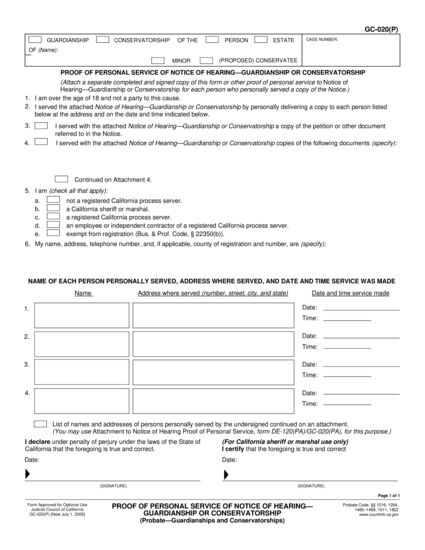 GC-020(P)
GUARDIANSHIP CONSERVATORSHIP OF THE PERSON ESTATE CASE NUMBER:
OF (Name):
MINOR (PROPOSED) CONSERVATEE
PROOF OF PERSONAL SERVICE OF NOTICE OF HEARING—GUARDIANSHIP OR CONSERVATORSHIP
(Attach a separate completed and signed copy of this form or other proof of personal service to Notice of
Hearing—Guardianship or Conservatorship for each person who personally served a copy of the Notice.)
1. I am over the age of 18 and not a party to this cause.
2. I served the attached Notice of Hearing—Guardianship or Conservatorship by personally delivering a copy to each person listed
below at the address and on the date and time indicated below.
3. I served with the attached Notice of Hearing—Guardianship or Conservatorship a copy of the petition or other document
referred to in the Notice.
4. I served with the attached Notice of Hearing—Guardianship or Conservatorship copies of the following documents (specify):
Continued on Attachment 4.
5. I am (check all that apply):
a. not a registered California process server.
b. a California sheriff or marshal.
c. a registered California process server.
d. an employee or independent contractor of a registered California process server.
e. exempt from registration (Bus. & Prof. Code, § 22350(b)).
6. My name, address, telephone number, and, if applicable, county of registration and number, are (specify):
NAME OF EACH PERSON PERSONALLY SERVED, ADDRESS WHERE SERVED, AND DATE AND TIME SERVICE WAS MADE
Name Address where served (number, street, city, and state) Date and time service made
1. Date:
Time:
2. Date:
Time:
3. Date:
Time:
4. Date:
Time:
List of names and addresses of persons personally served by the undersigned continued on an attachment.
(You may use Attachment to Notice of Hearing Proof of Personal Service, form DE-120(PA)/GC-020(PA), for this purpose.)
I declare under penalty of perjury under the laws of the State of
California that the foregoing is true and correct.
(For California sheriff or marshal use only)
I certify that the foregoing is true and correct
Date: Date:
(SIGNATURE) (SIGNATURE)
Page 1 of 1
Form Approved for Optional Use
Judicial Council of California
GC-020(P) [New July 1, 2005]
PROOF OF PERSONAL SERVICE OF NOTICE OF HEARING—
GUARDIANSHIP OR CONSERVATORSHIP
(Probate—Guardianships and Conservatorships)
Probate Code, §§ 1216, 1264,
1460–1469, 1511, 1822
www.courtinfo.ca.gov